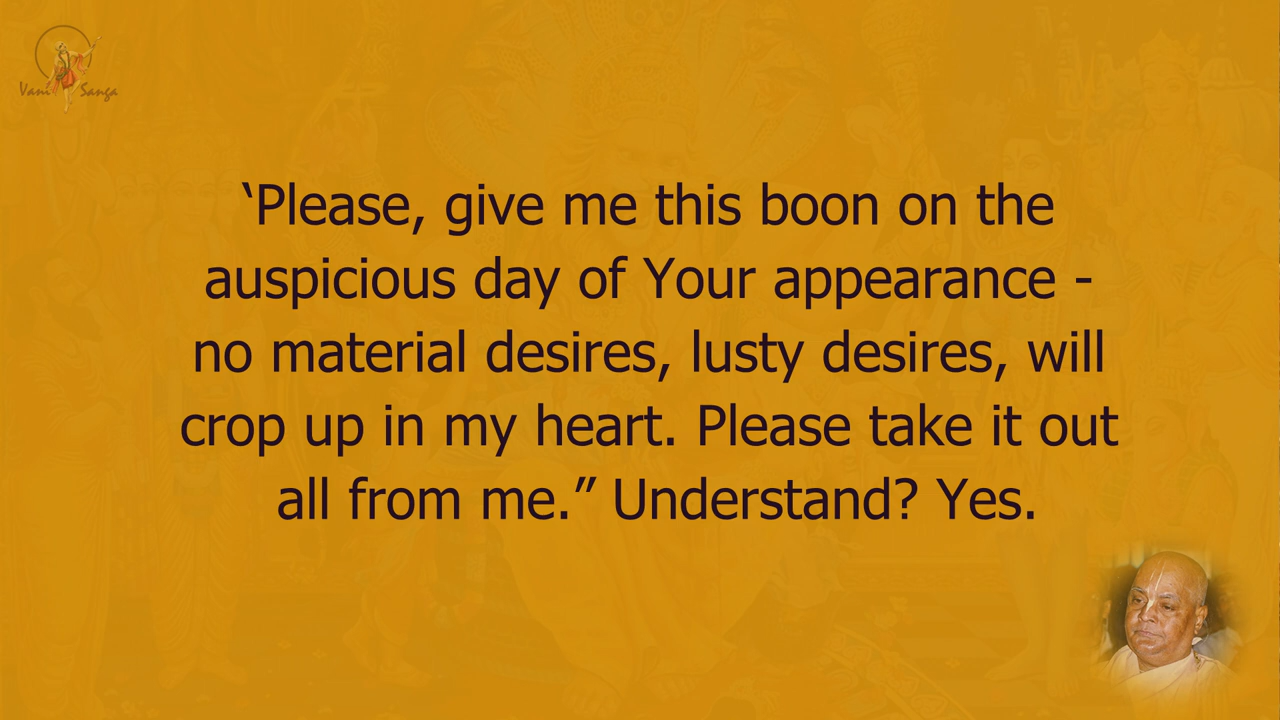 Vani Sanga
‘Please, give me this boon on the
auspicious day of Your appearance -
no material desires, lusty desires, will
crop up in my heart. Please take it out
all from me.” Understand? Yes.